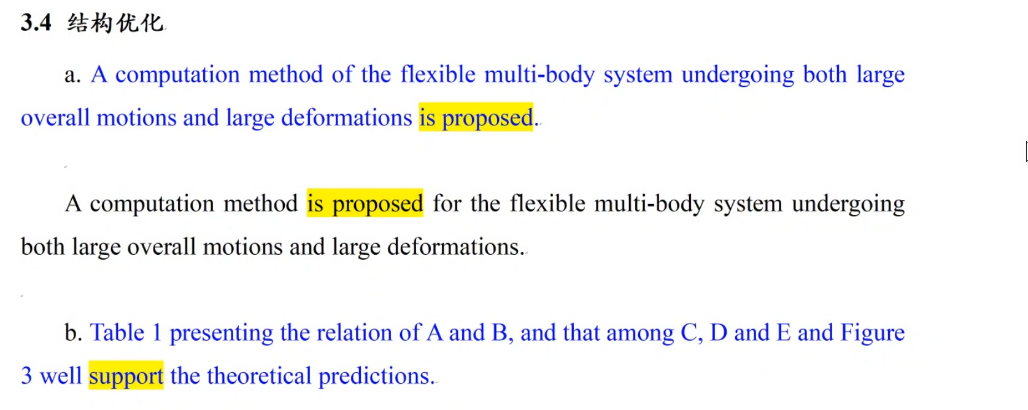 3.4 结构优化
a. A computation method of the flexible multi-body system undergoing both large
overall motions and large deformations is proposed.
A computation method is proposed for the flexible multi-body system undergoing
both large overall motions and large deformations.
b. Table 1 presenting the relation of A and B, and that among C, D and E and Figure
3 well support the theoretical predictions.